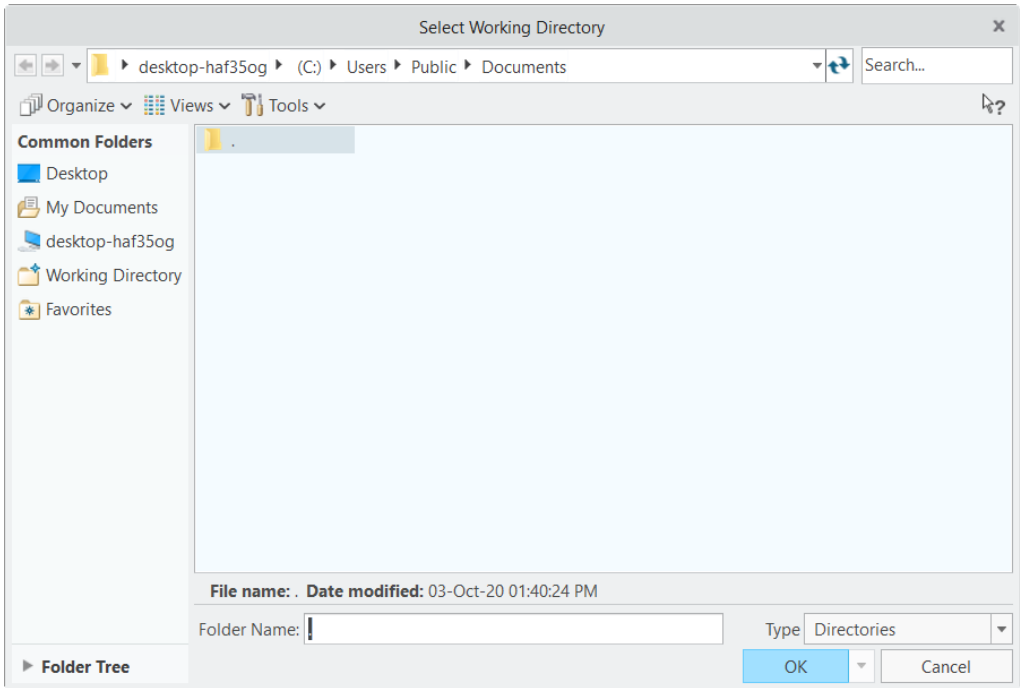 Select Working Directory
desktop-haf35og (C:) Users Public Documents Search...
Organize Views Tools ?
Common Folders
.
Desktop
My Documents
desktop-haf35og
Working Directory
Favorites
File name: . Date modified: 03-Oct-20 01:40:24 PM
Folder Name: . Type Directories
Folder Tree OK Cancel